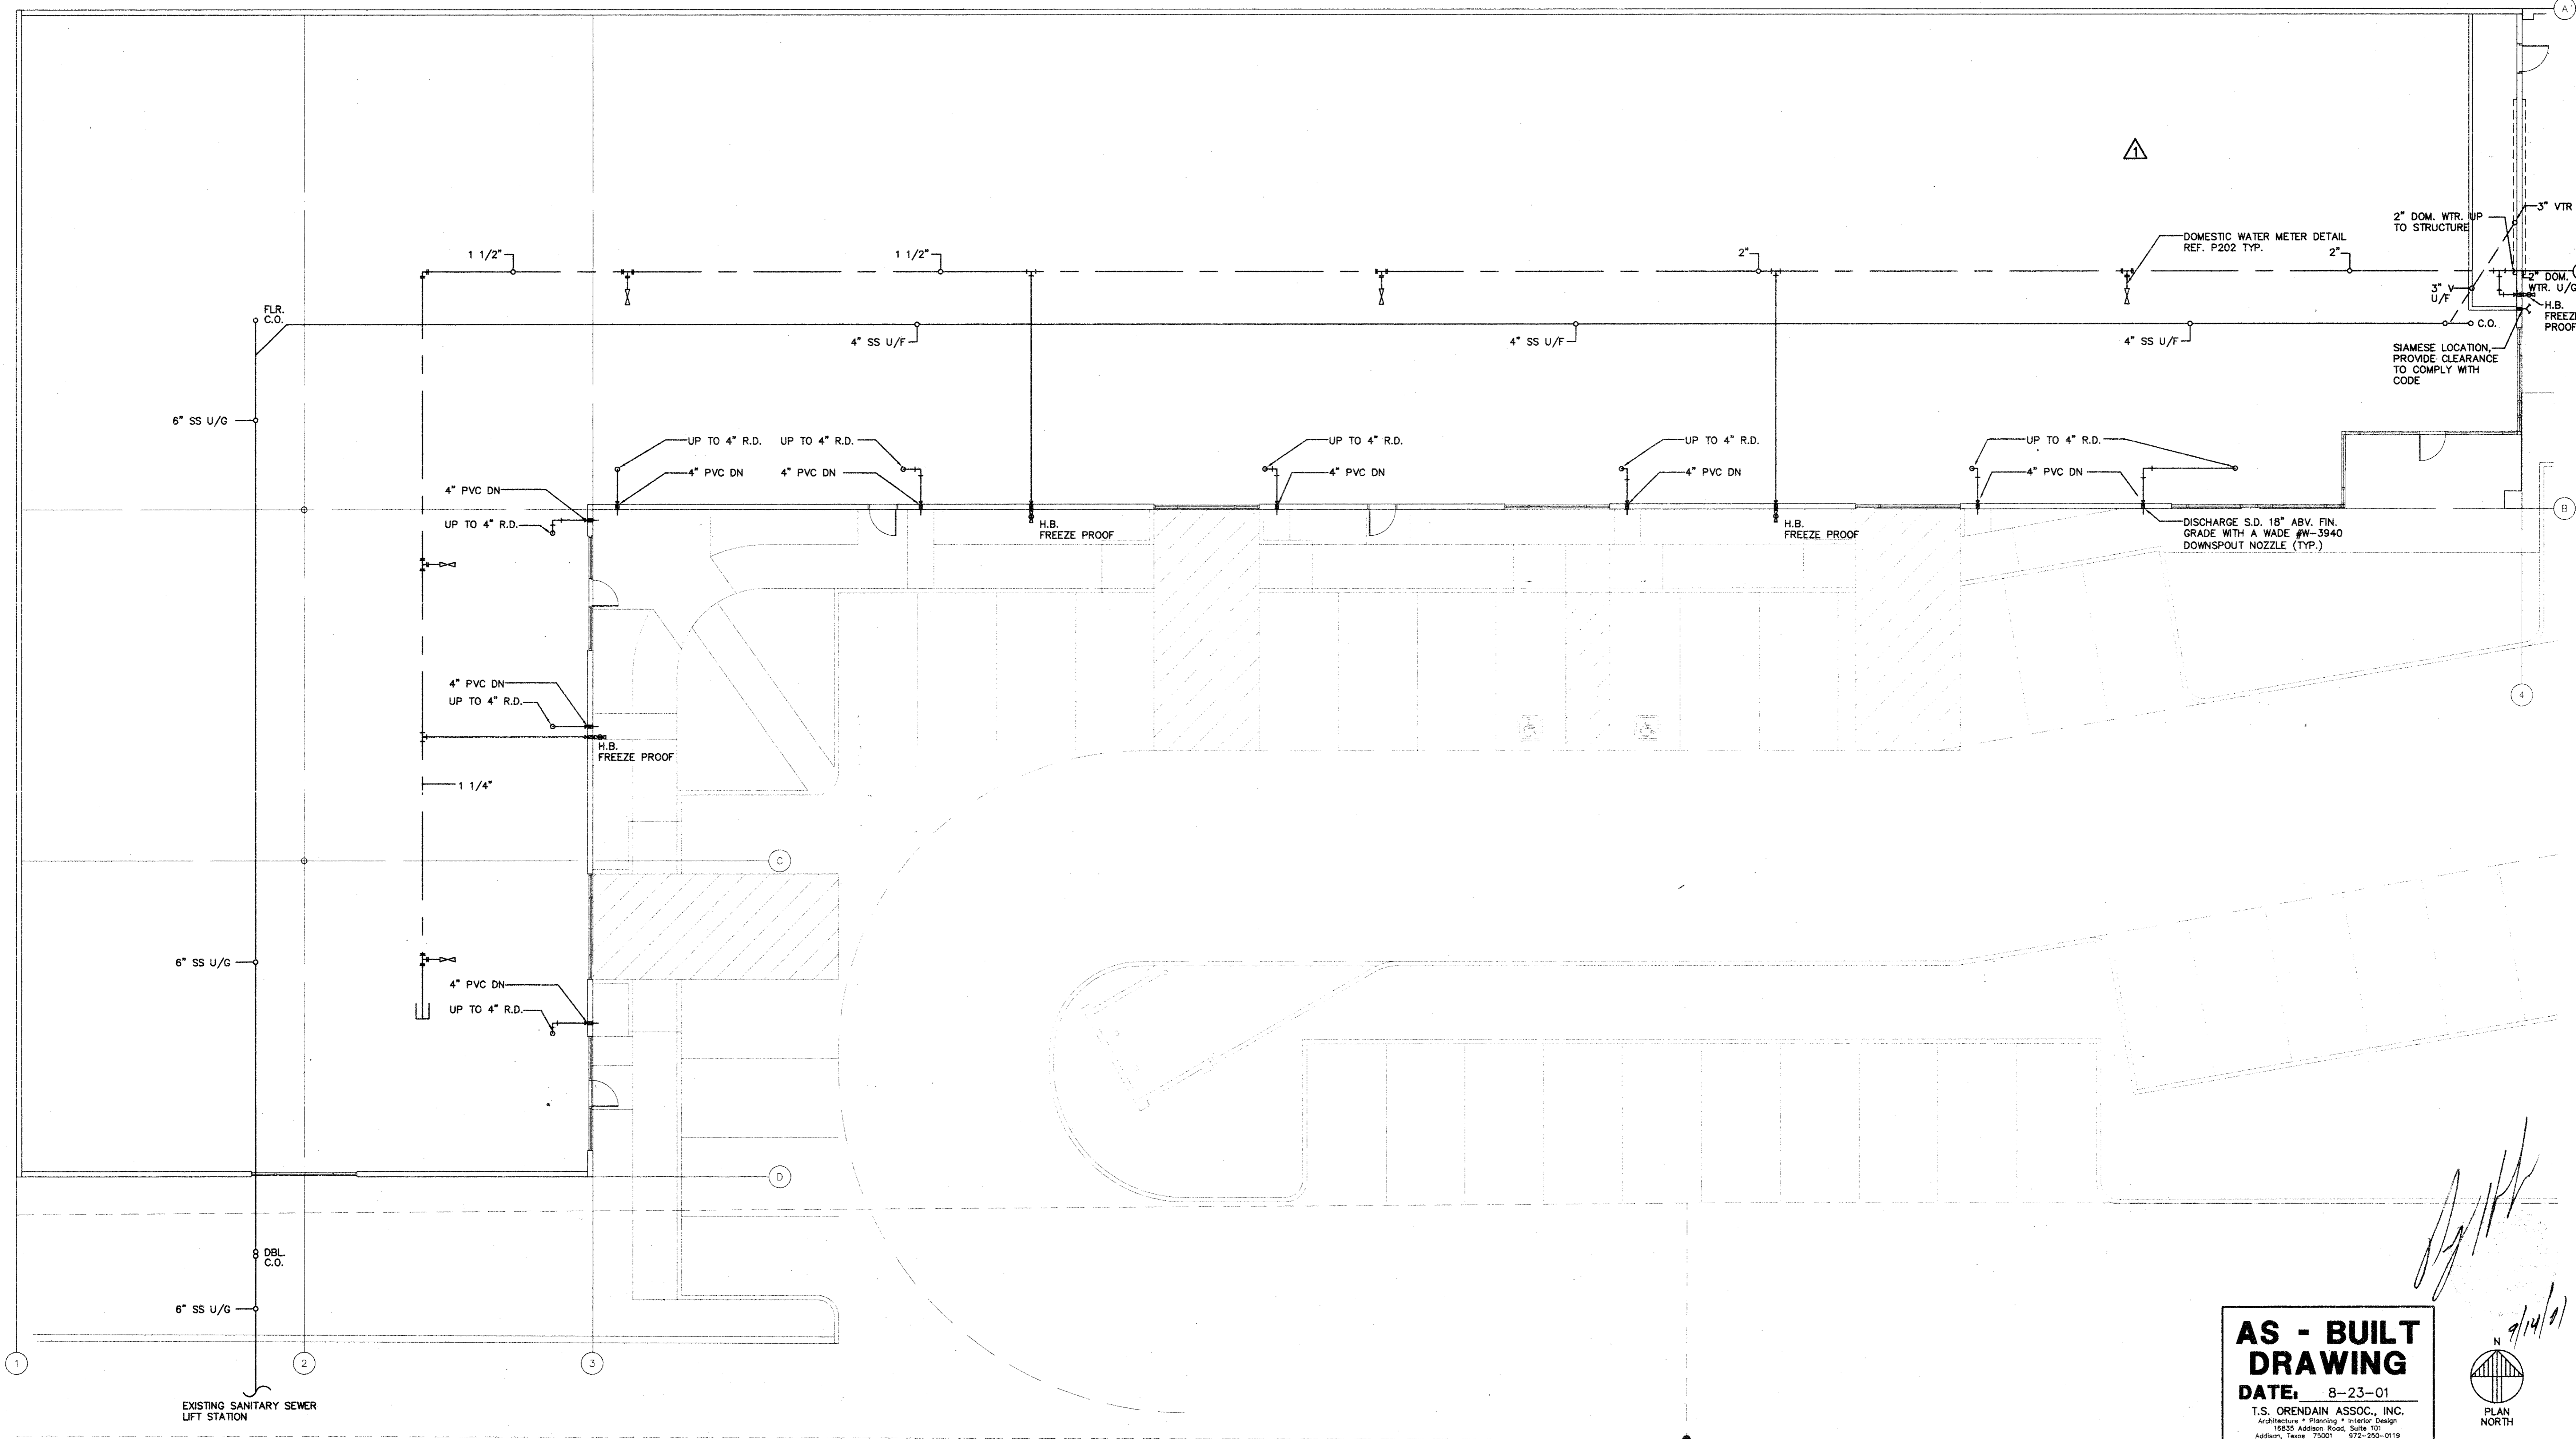 A
1
3" VTR
2" DOM. WTR. UP
TO STRUCTURE
DOMESTIC WATER METER DETAIL
REF. P202 TYP.
1 1/2"
1 1/2"
2"
2"
2" DOM.
WTR. U/G
3" V
U/F
H.B.
FREEZE
PROOF
FLR.
C.O.
C.O.
4" SS U/F
4" SS U/F
4" SS U/F
SIAMESE LOCATION,
PROVIDE CLEARANCE
TO COMPLY WITH
CODE
6" SS U/G
UP TO 4" R.D.
UP TO 4" R.D.
UP TO 4" R.D.
UP TO 4" R.D.
UP TO 4" R.D.
4" PVC DN
4" PVC DN
4" PVC DN
4" PVC DN
4" PVC DN
4" PVC DN
UP TO 4" R.D.
B
H.B.
FREEZE PROOF
H.B.
FREEZE PROOF
DISCHARGE S.D. 18" ABV. FIN.
GRADE WITH A WADE #W-3940
DOWNSPOUT NOZZLE (TYP.)
4" PVC DN
UP TO 4" R.D.
4
H.B.
FREEZE PROOF
1 1/4"
C
6" SS U/G
4" PVC DN
UP TO 4" R.D.
D
DBL.
C.O.
6" SS U/G
1
2
3
EXISTING SANITARY SEWER
LIFT STATION
AS - BUILT
DRAWING
DATE: 8-23-01
T.S. ORENDAIN ASSOC., INC.
Architecture * Planning * Interior Design
16835 Addison Road, Suite 101
Addison, Texas 75001 972-250-0119
9/14/01
N
PLAN
NORTH